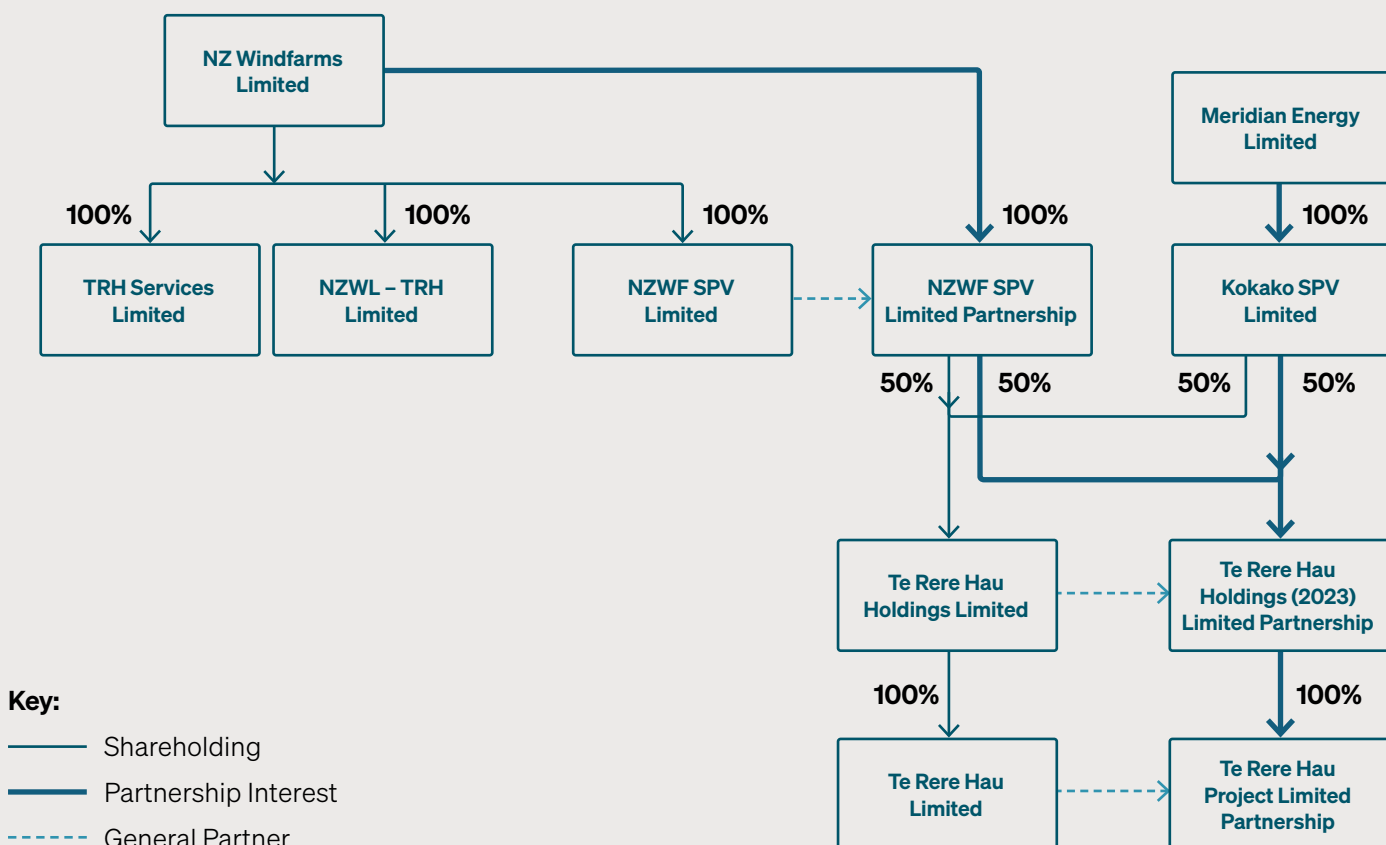 NZ Windfarms
Limited
Meridian Energy
Limited
100%
100%
100%
100%
100%
TRH Services
Limited
NZWL – TRH
Limited
NZWF SPV
Limited
NZWF SPV
Limited Partnership
Kokako SPV
Limited
50%
50%
50%
50%
Te Rere Hau
Holdings Limited
Te Rere Hau
Holdings (2023)
Limited Partnership
100%
100%
Te Rere Hau
Limited
Te Rere Hau
Project Limited
Partnership
Key:
Shareholding
Partnership Interest
General Partner